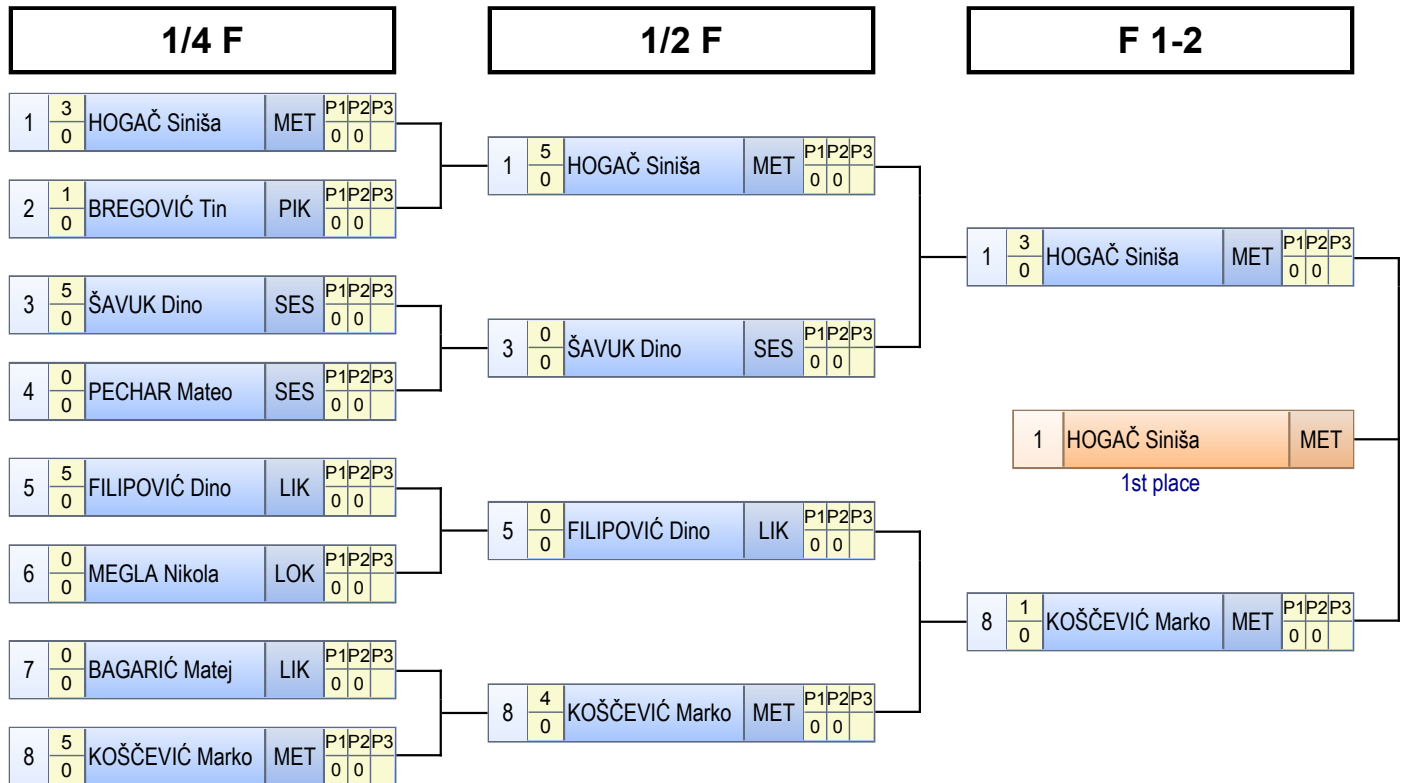 1/4 F 1/2 F F 1-2
1 3 0 HOGAČ Siniša MET P1 P2 P3 0 0
2 1 0 BREGOVIĆ Tin PIK P1 P2 P3 0 0
3 5 0 ŠAVUK Dino SES P1 P2 P3 0 0
4 0 0 PECHAR Mateo SES P1 P2 P3 0 0
5 5 0 FILIPOVIĆ Dino LIK P1 P2 P3 0 0
6 0 0 MEGLA Nikola LOK P1 P2 P3 0 0
7 0 0 BAGARIĆ Matej LIK P1 P2 P3 0 0
8 5 0 KOŠČEVIĆ Marko MET P1 P2 P3 0 0
1 5 0 HOGAČ Siniša MET P1 P2 P3 0 0
3 0 0 ŠAVUK Dino SES P1 P2 P3 0 0
5 0 0 FILIPOVIĆ Dino LIK P1 P2 P3 0 0
8 4 0 KOŠČEVIĆ Marko MET P1 P2 P3 0 0
1 3 0 HOGAČ Siniša MET P1 P2 P3 0 0
1 HOGAČ Siniša MET
1st place
8 1 0 KOŠČEVIĆ Marko MET P1 P2 P3 0 0